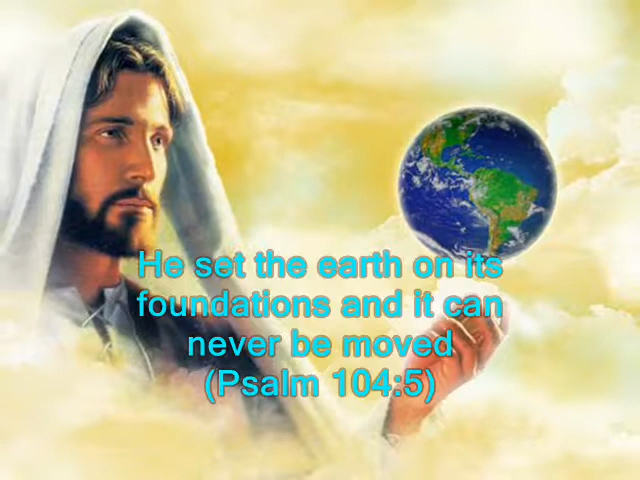 He set the earth on its
foundations and it can
never be moved
(Psalm 104:5)